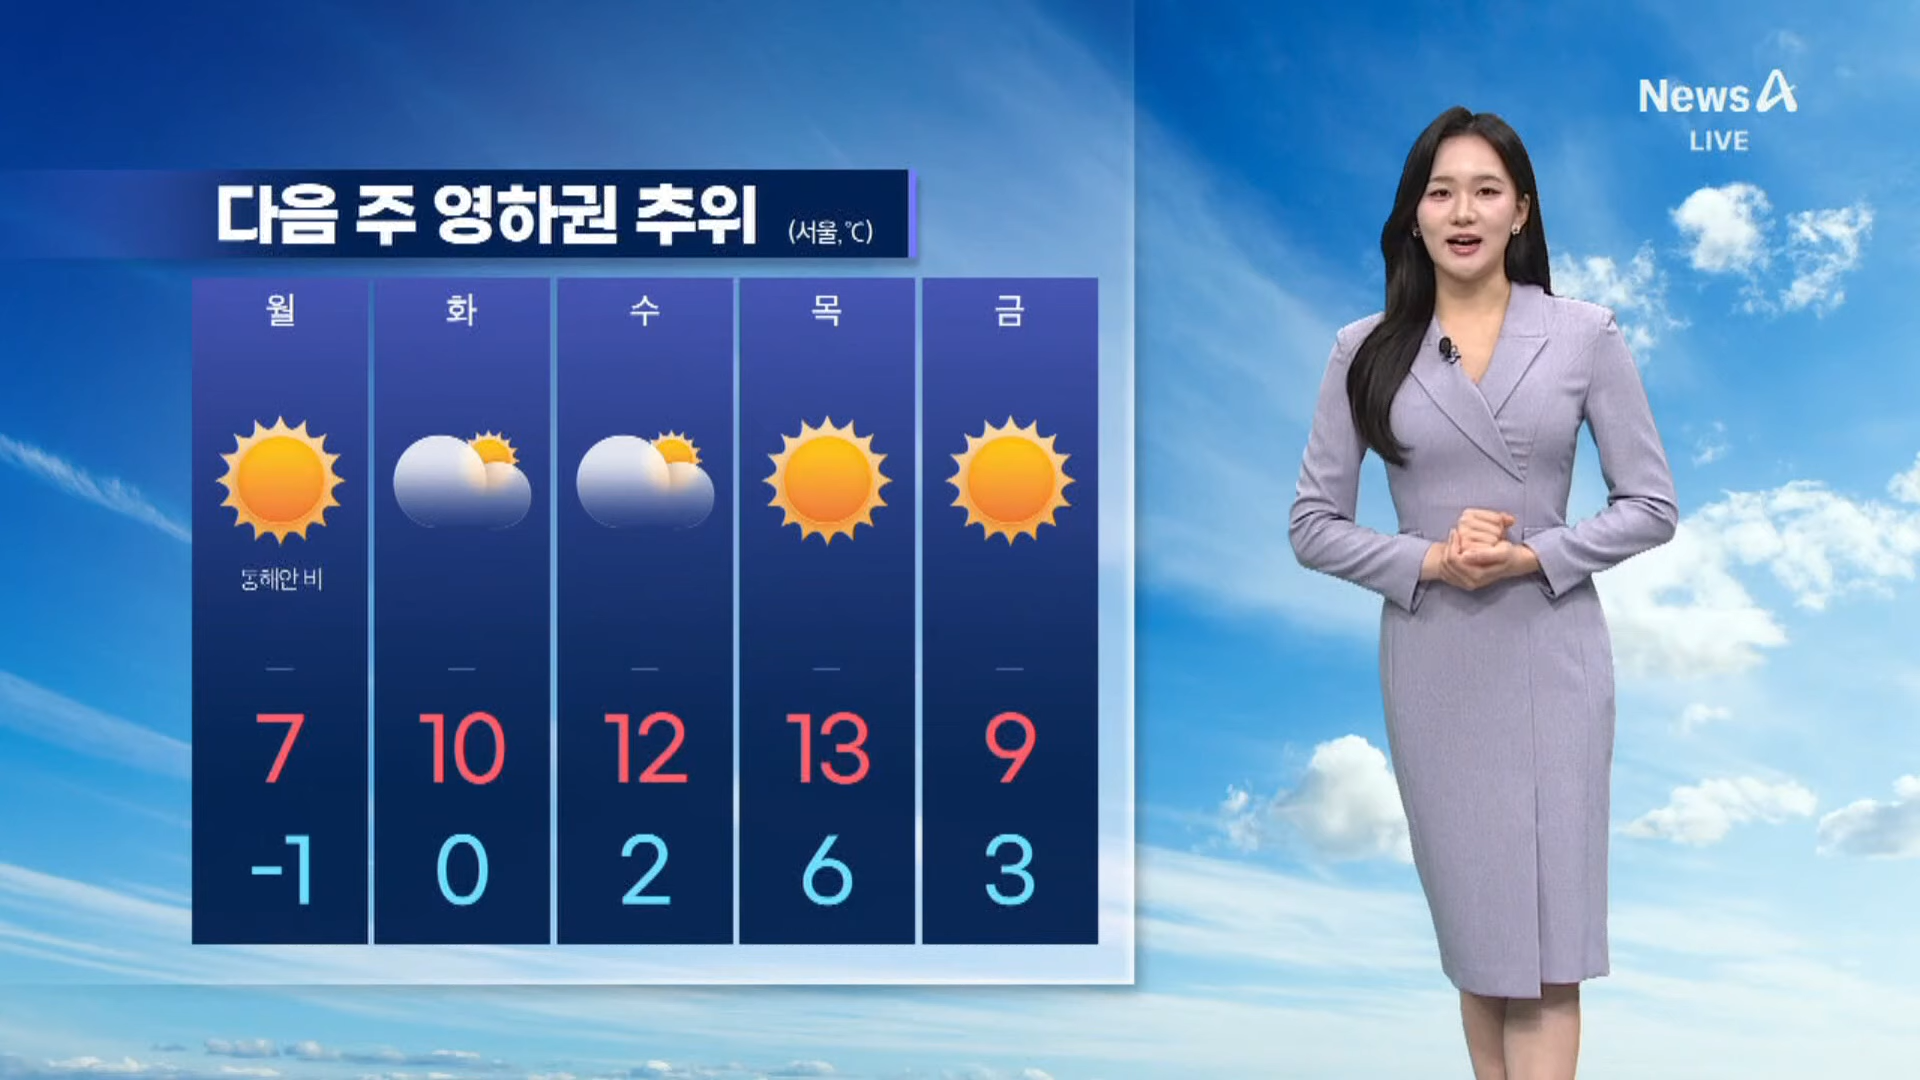 NewsA
LIVE
다음 주 영하권 추위 (서울,℃)
월 화 수 목 금
동해안 비
7 10 12 13 9
-1 0 2 6 3